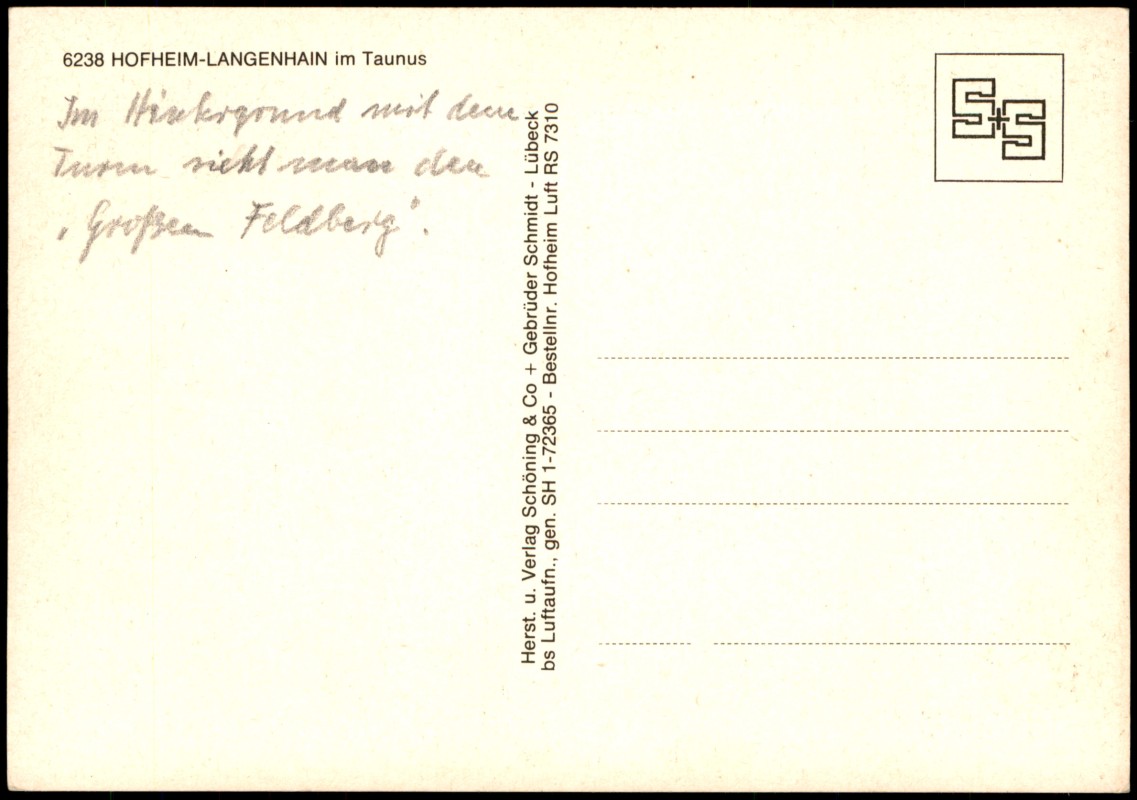 6238 HOFHEIM-LANGENHAIN im Taunus
Im Hintergrund mit dem
Turm sieht man den
„Großen Feldberg".
Herst. u. Verlag Schöning & Co + Gebrüder Schmidt - Lübeck
bs Luftaufn., gen. SH 1-72365 - Bestellnr. Hofheim Luft RS 7310
S+S